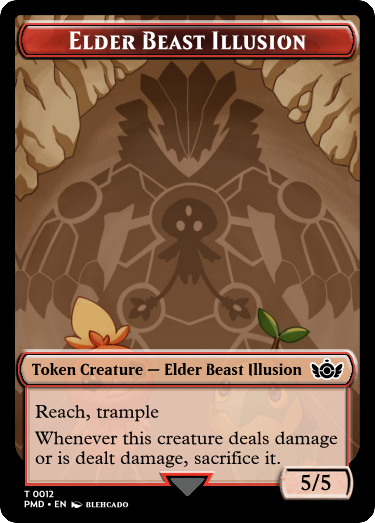 Elder Beast Illusion
Token Creature — Elder Beast Illusion
Reach, trample
Whenever this creature deals damage
or is dealt damage, sacrifice it.
5/5
T 0012
PMD • EN BLEHCADO